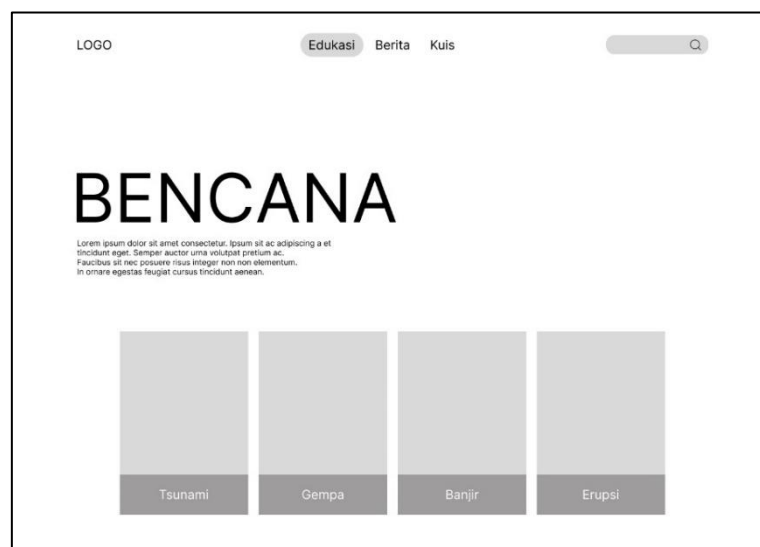 LOGO
Edukasi Berita Kuis
BENCANA
Lorem ipsum dolor sit amet consectetur. Ipsum sit ac adipiscing a et
tincidunt eget. Semper auctor urna volutpat pretium ac.
Faucibus sit nec posuere risus integer non non elementum.
In ornare egestas feugiat cursus tincidunt aenean.
Tsunami
Gempa
Banjir
Erupsi